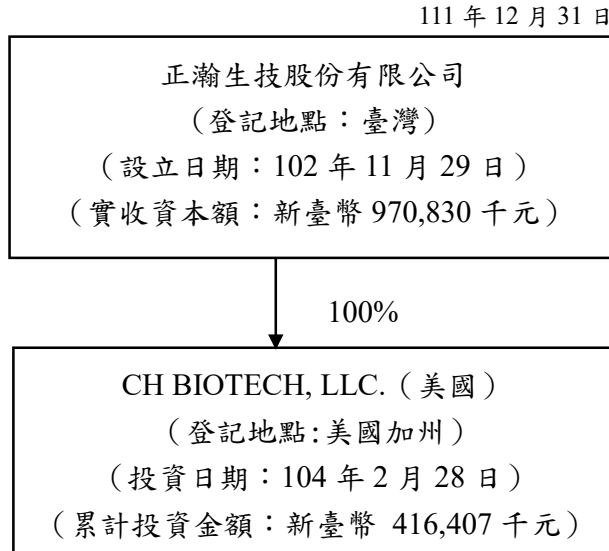 111 年 12 月 31 日
正瀚生技股份有限公司
（登記地點：臺灣）
（設立日期：102 年 11 月 29 日）
（實收資本額：新臺幣 970,830 千元）
100%
CH BIOTECH, LLC.（美國）
（登記地點:美國加州）
（投資日期：104 年 2 月 28 日）
（累計投資金額：新臺幣 416,407 千元）